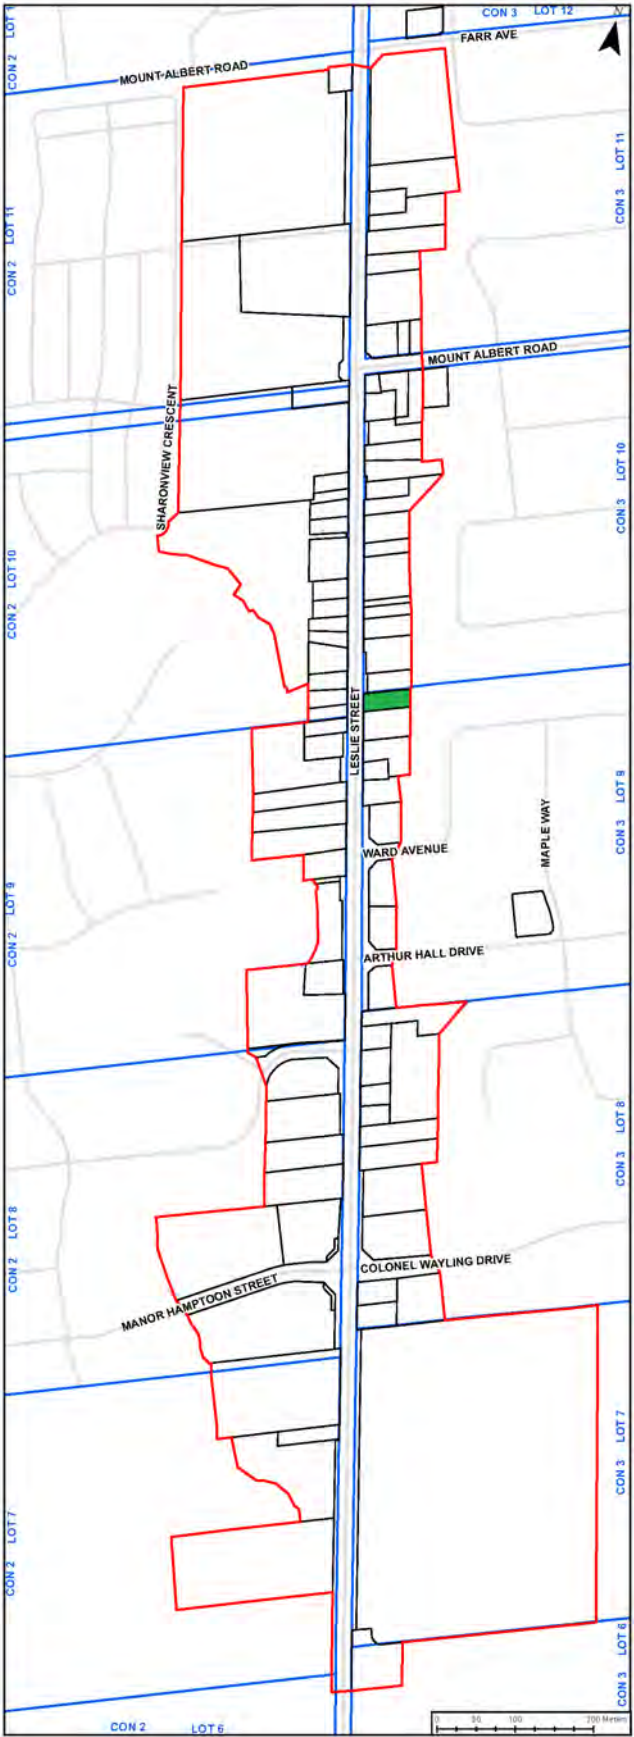 CON 3 LOT 12
N
CON 2 LOT 1
FARR AVE
MOUNT ALBERT ROAD
CON 3 LOT 11
CON 2 LOT 11
MOUNT ALBERT ROAD
SHARONVIEW CRESCENT
CON 3 LOT 10
CON 2 LOT 10
LESLIE STREET
CON 3 LOT 9
MAPLE WAY
WARD AVENUE
CON 2 LOT 9
ARTHUR HALL DRIVE
CON 3 LOT 8
CON 2 LOT 8
COLONEL WAYLING DRIVE
MANOR HAMPTOON STREET
CON 3 LOT 7
CON 2 LOT 7
CON 3 LOT 6
CON 2 LOT 6
0 50 100 200 Meters